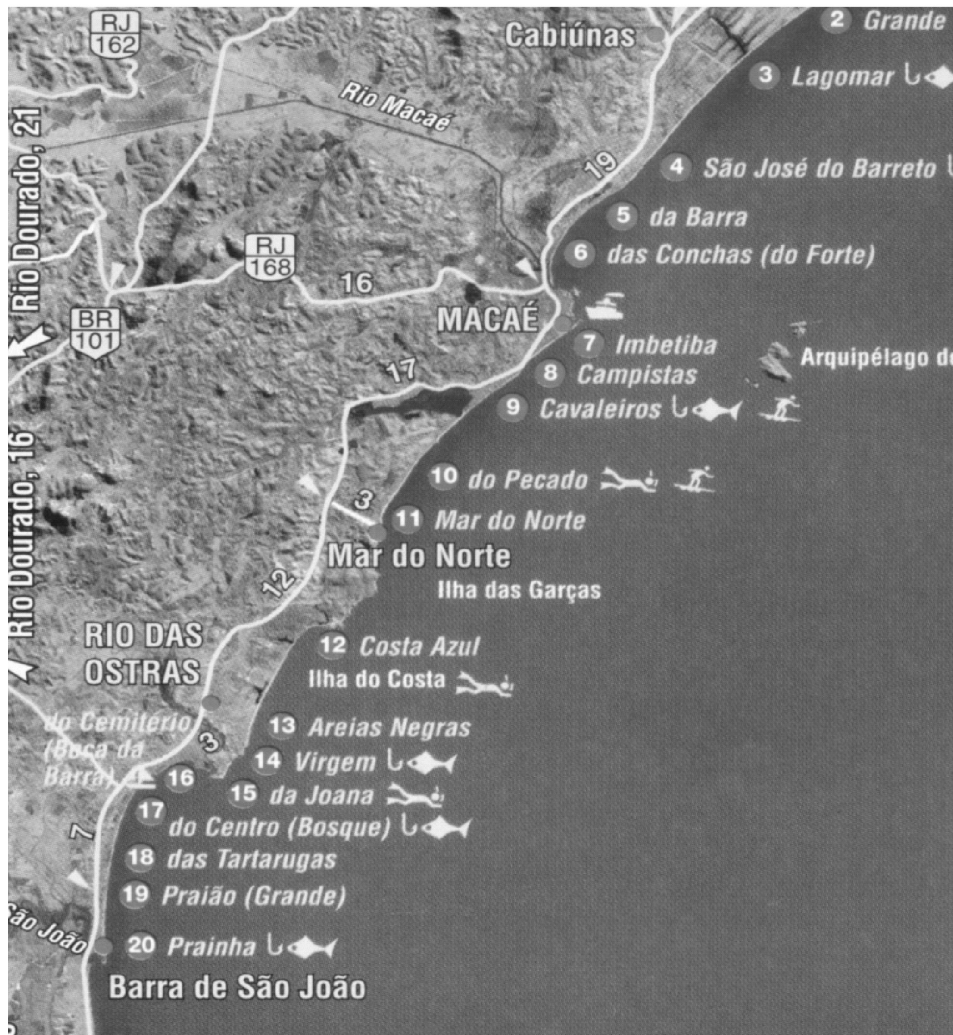 RJ
162
Cabiúnas
2 Grande
3 Lagomar
Rio Macaé
Rio Dourado, 21
19
4 São José do Barreto
5 da Barra
6 das Conchas (do Forte)
RJ
168
16
MACAÉ
BR
101
7 Imbetiba
Arquipélago
17
8 Campistas
9 Cavaleiros
Rio Dourado, 16
10 do Pecado
3
11 Mar do Norte
Mar do Norte
12
Ilha das Garças
RIO DAS
OSTRAS
12 Costa Azul
Ilha do Costa
do Cemitério
(Boca da
Barra)
16
3
13 Areias Negras
14 Virgem
15 da Joana
17
do Centro (Bosque)
7
18 das Tartarugas
19 Praião (Grande)
São João
20 Prainha
Barra de São João